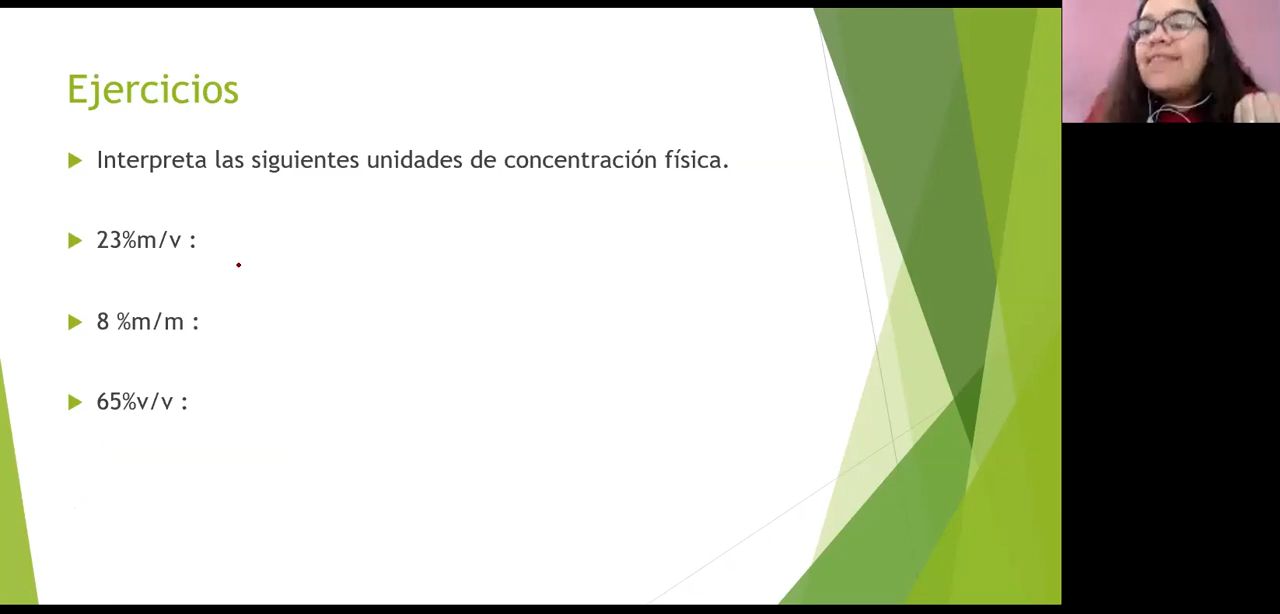 Ejercicios
Interpreta las siguientes unidades de concentración física.
23%m/v :
8 %m/m :
65%v/v :